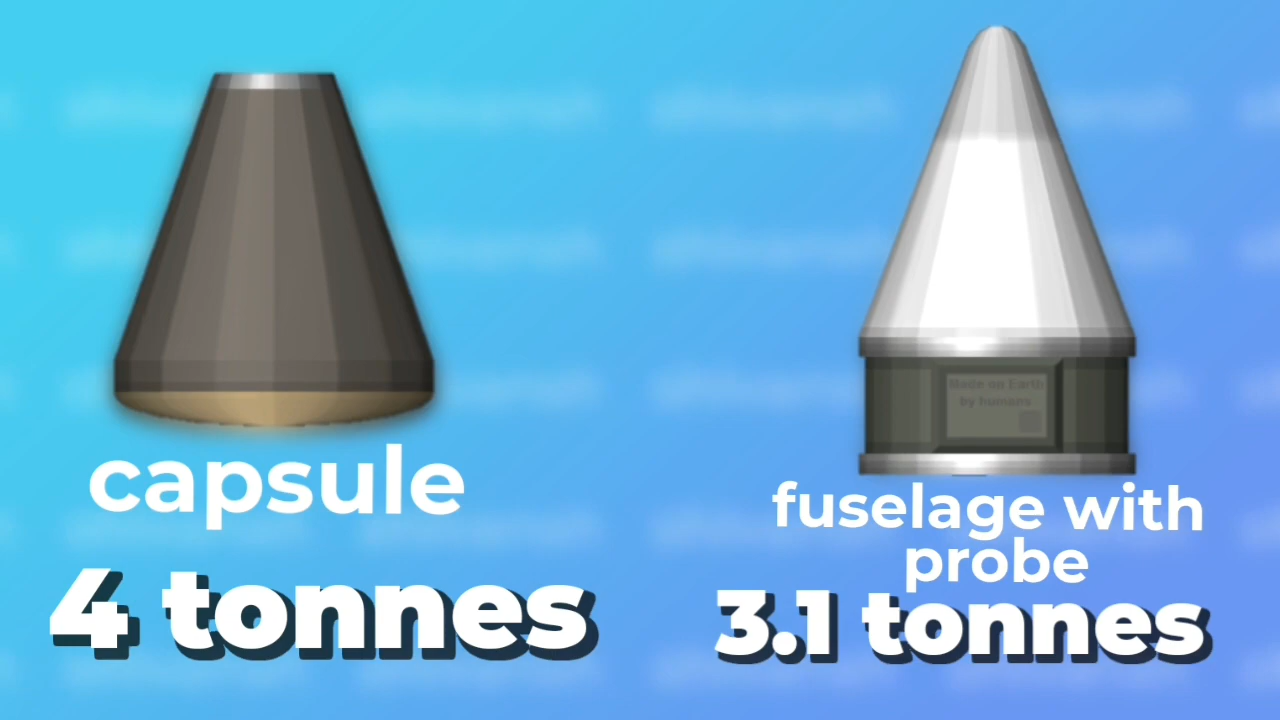 Made on Earth
by humans
capsule
4 tonnes
fuselage with
probe
3.1 tonnes